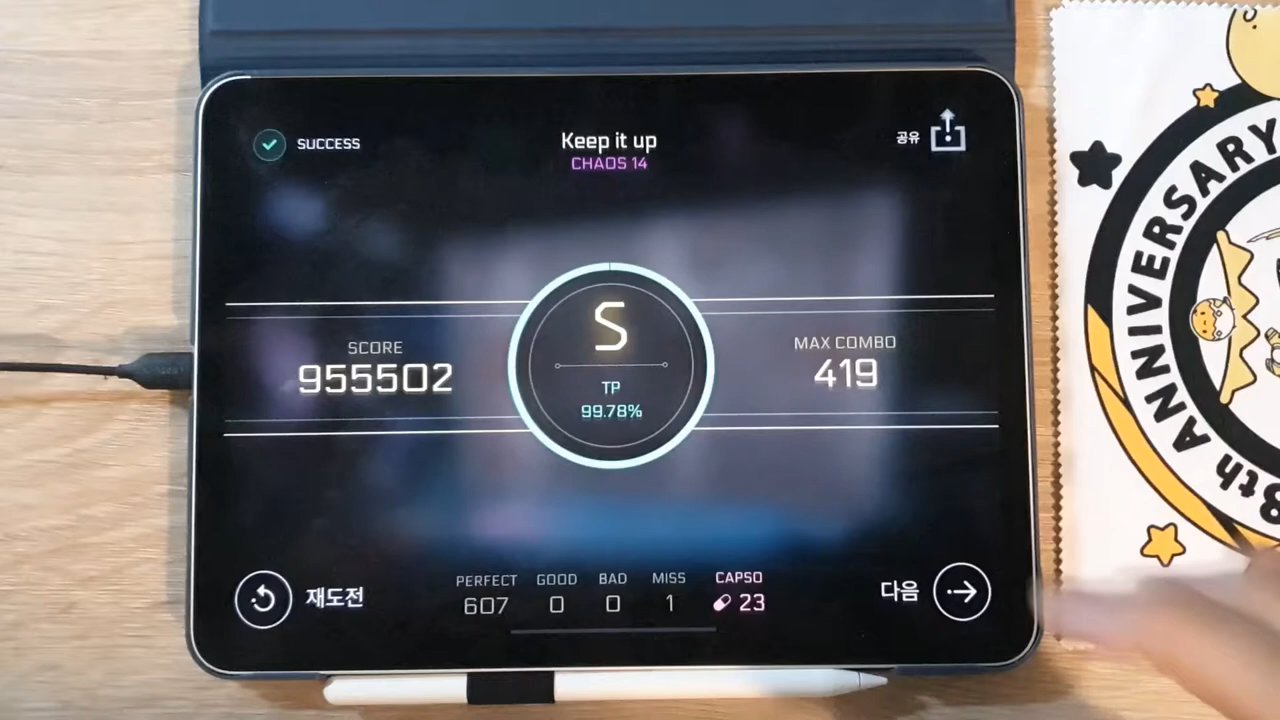 SUCCESS
Keep it up
CHAOS 14
공유
SCORE
955502
S
TP
99.78%
MAX COMBO
419
재도전
PERFECT GOOD BAD MISS CAPSO
607 0 0 1 23
다음
8th ANNIVERSARY